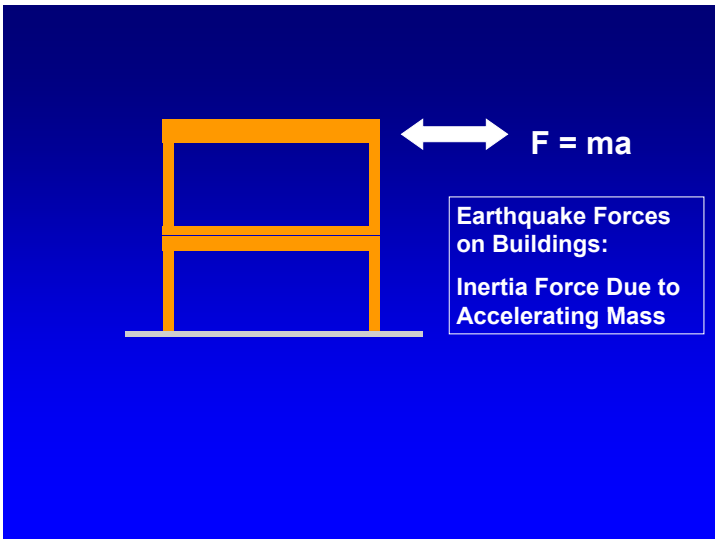 F = ma
Earthquake Forces
on Buildings:
Inertia Force Due to
Accelerating Mass